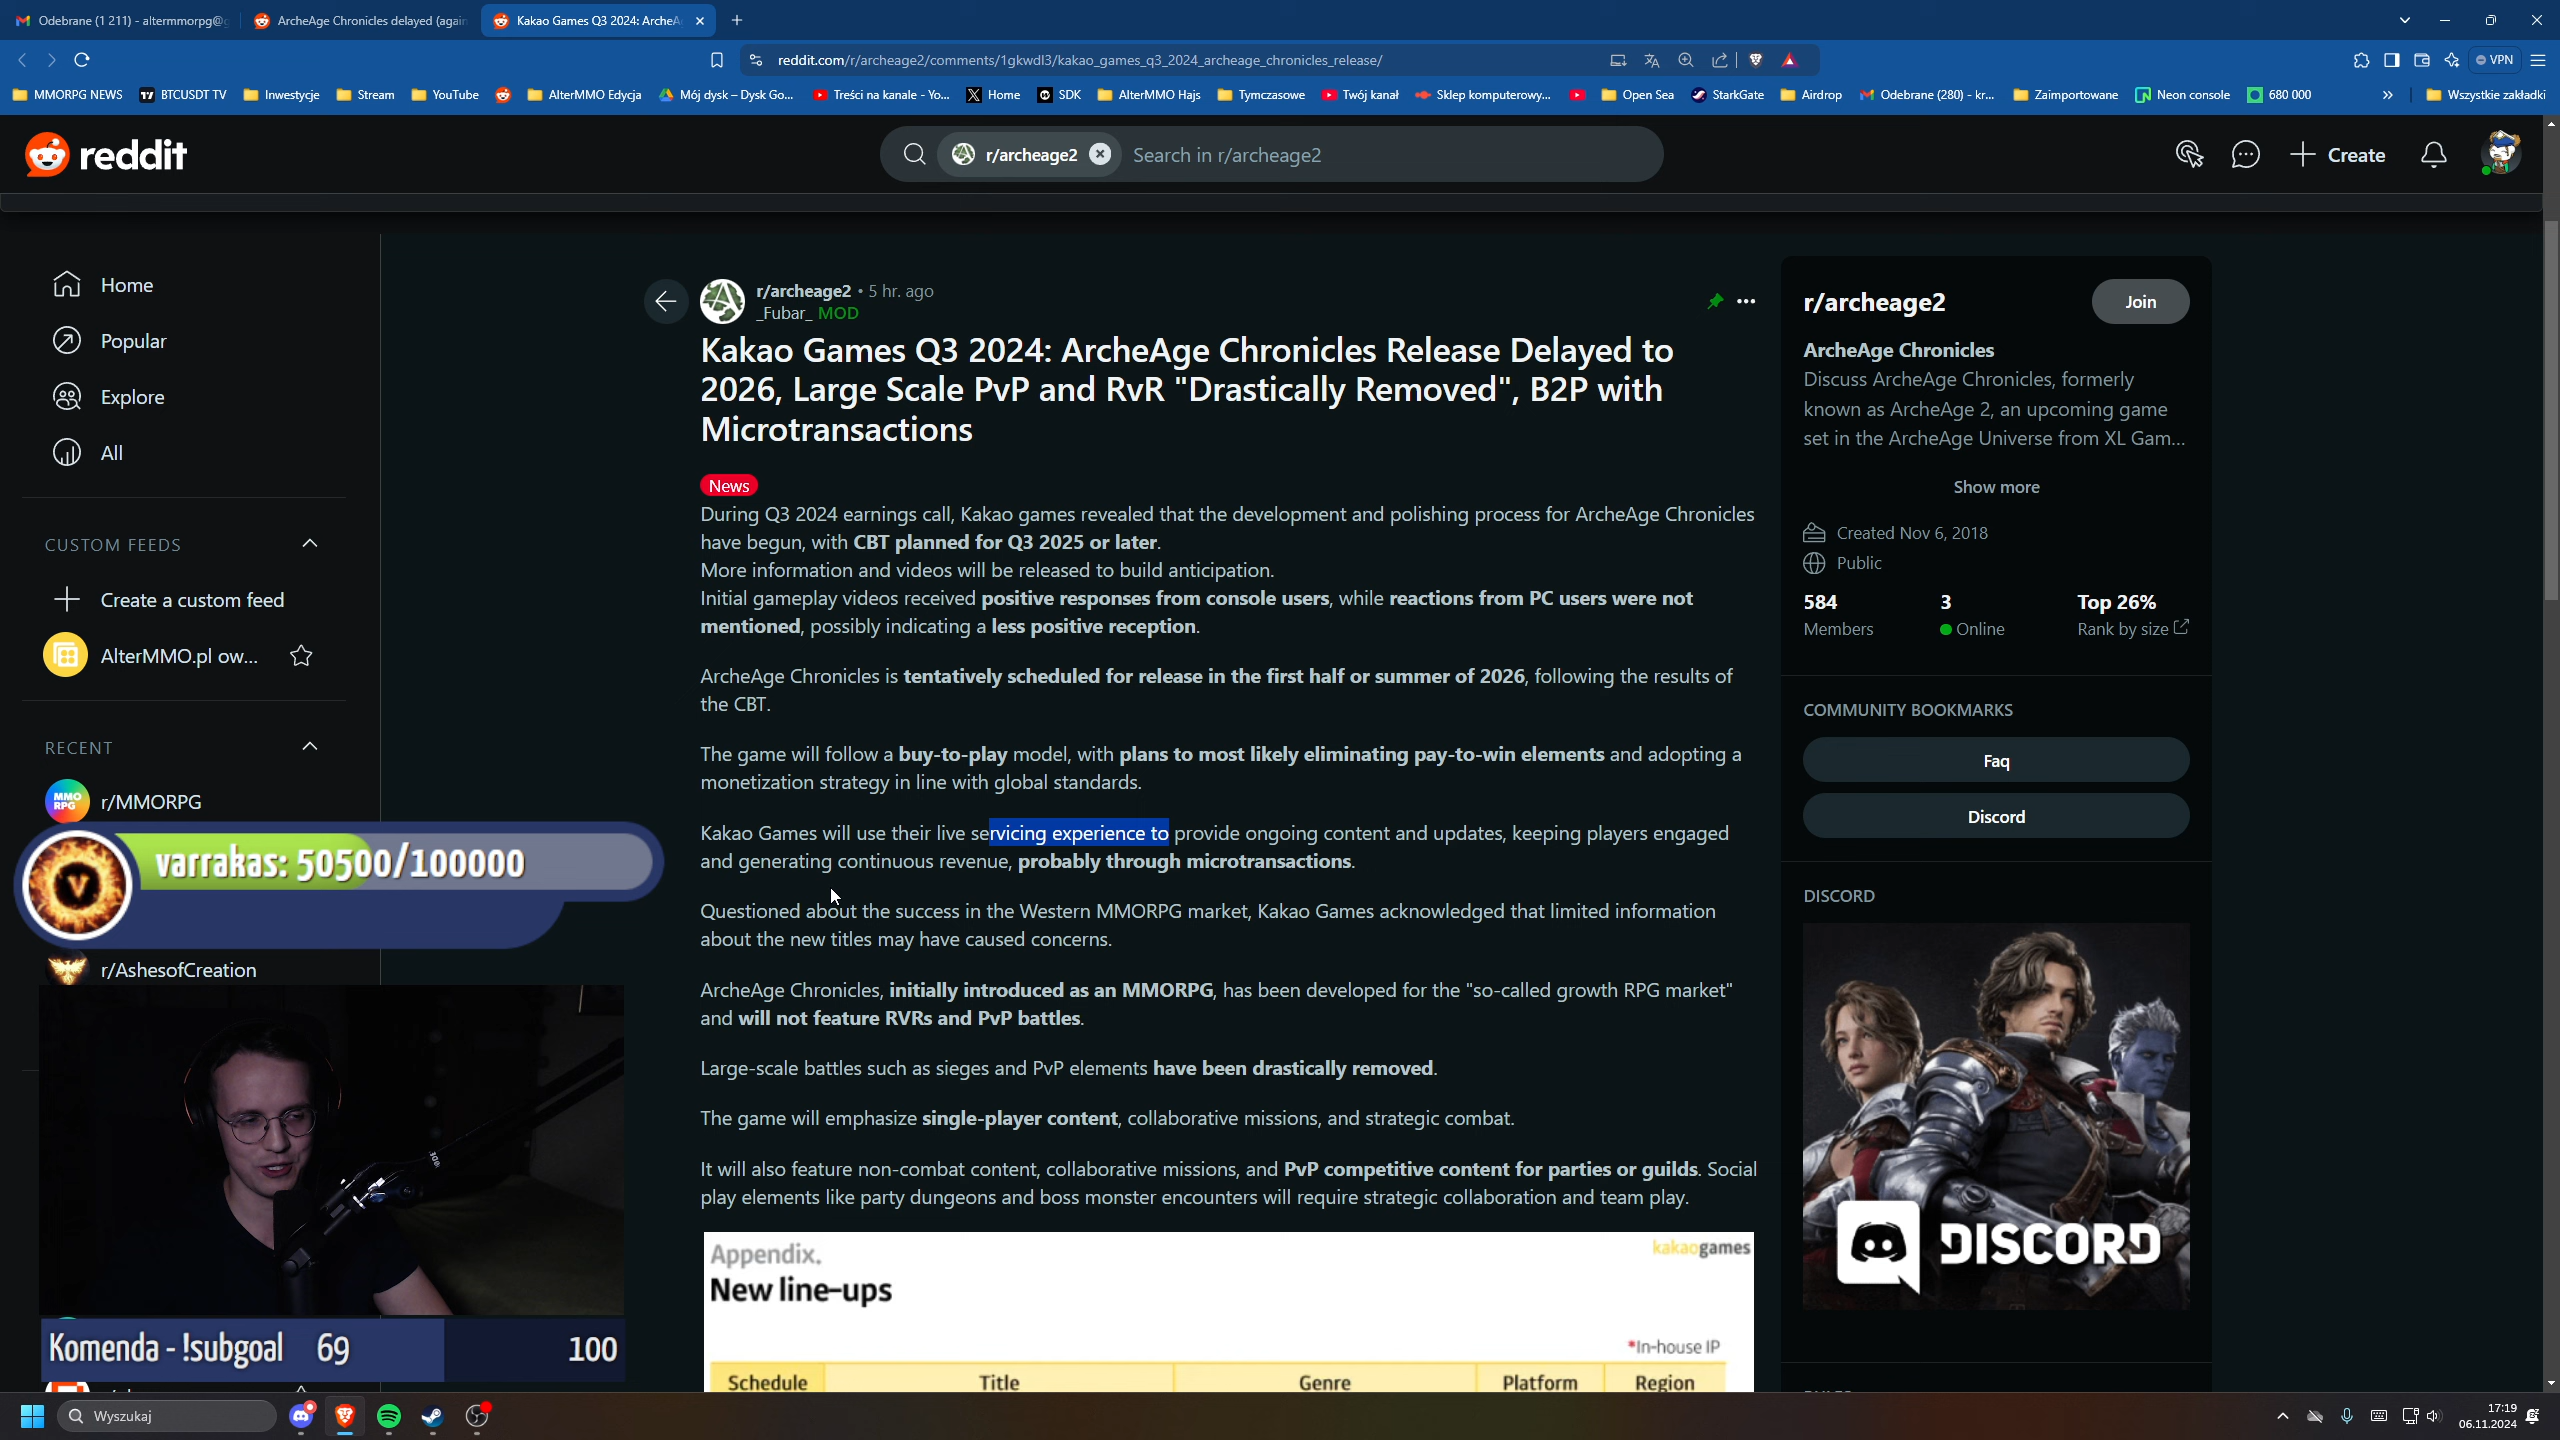 Odebrane (1 211) - altermmorpg@g
ArcheAge Chronicles delayed (again
Kakao Games Q3 2024: ArcheA
reddit.com/r/archeage2/comments/1gkwdl3/kakao_games_q3_2024_archeage_chronicles_release/
VPN
MMORPG NEWS
BTCUSDT TV
Inwestycje
Stream
YouTube
AlterMMO Edycja
Mój dysk – Dysk Go...
Treści na kanale - Yo...
Home
SDK
AlterMMO Hajs
Tymczasowe
Twój kanał
Sklep komputerowy...
Open Sea
StarkGate
Airdrop
Odebrane (280) - kr...
Zaimportowane
Neon console
680 000
Wszystkie zakładki
reddit
r/archeage2
Search in r/archeage2
Create
Home
Popular
Explore
All
CUSTOM FEEDS
Create a custom feed
AlterMMO.pl ow...
RECENT
r/MMORPG
varrakas: 50500/100000
r/AshesofCreation
Komenda - !subgoal 69 100
r/archeage2 • 5 hr. ago
_Fubar_ MOD
Kakao Games Q3 2024: ArcheAge Chronicles Release Delayed to
2026, Large Scale PvP and RvR "Drastically Removed", B2P with
Microtransactions
News
During Q3 2024 earnings call, Kakao games revealed that the development and polishing process for ArcheAge Chronicles
have begun, with CBT planned for Q3 2025 or later.
More information and videos will be released to build anticipation.
Initial gameplay videos received positive responses from console users, while reactions from PC users were not
mentioned, possibly indicating a less positive reception.
ArcheAge Chronicles is tentatively scheduled for release in the first half or summer of 2026, following the results of
the CBT.
The game will follow a buy-to-play model, with plans to most likely eliminating pay-to-win elements and adopting a
monetization strategy in line with global standards.
Kakao Games will use their live servicing experience to provide ongoing content and updates, keeping players engaged
and generating continuous revenue, probably through microtransactions.
Questioned about the success in the Western MMORPG market, Kakao Games acknowledged that limited information
about the new titles may have caused concerns.
ArcheAge Chronicles, initially introduced as an MMORPG, has been developed for the "so-called growth RPG market"
and will not feature RVRs and PvP battles.
Large-scale battles such as sieges and PvP elements have been drastically removed.
The game will emphasize single-player content, collaborative missions, and strategic combat.
It will also feature non-combat content, collaborative missions, and PvP competitive content for parties or guilds. Social
play elements like party dungeons and boss monster encounters will require strategic collaboration and team play.
Appendix.
kakaogames
New line-ups
*In-house IP
Schedule Title Genre Platform Region
r/archeage2
Join
ArcheAge Chronicles
Discuss ArcheAge Chronicles, formerly
known as ArcheAge 2, an upcoming game
set in the ArcheAge Universe from XL Gam...
Show more
Created Nov 6, 2018
Public
584 3 Top 26%
Members Online Rank by size
COMMUNITY BOOKMARKS
Faq
Discord
DISCORD
DISCORD
Wyszukaj
17:19
06.11.2024